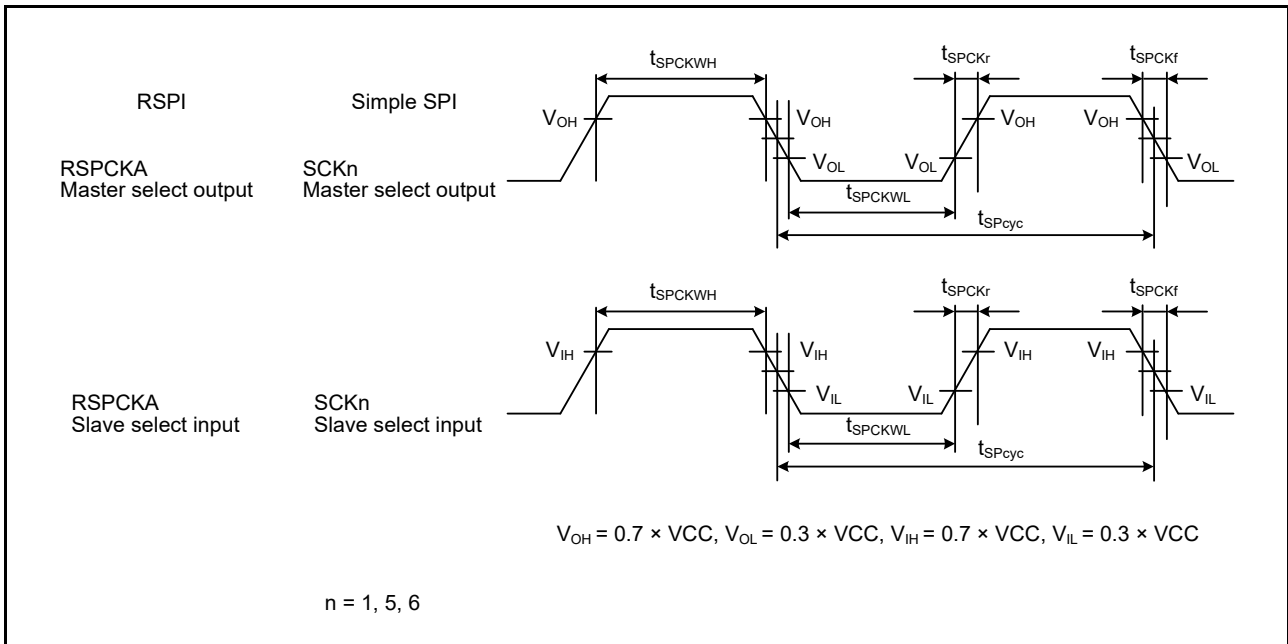 RSPI
Simple SPI
tSPCKWH
tSPCKr
tSPCKf
VOH
VOH
VOH
VOH
RSPCKA
Master select output
SCKn
Master select output
VOL
VOL
VOL
tSPCKWL
tSPcyc
tSPCKWH
tSPCKr
tSPCKf
VIH
VIH
VIH
VIH
RSPCKA
Slave select input
SCKn
Slave select input
VIL
VIL
VIL
tSPCKWL
tSPcyc
VOH = 0.7 × VCC, VOL = 0.3 × VCC, VIH = 0.7 × VCC, VIL = 0.3 × VCC
n = 1, 5, 6